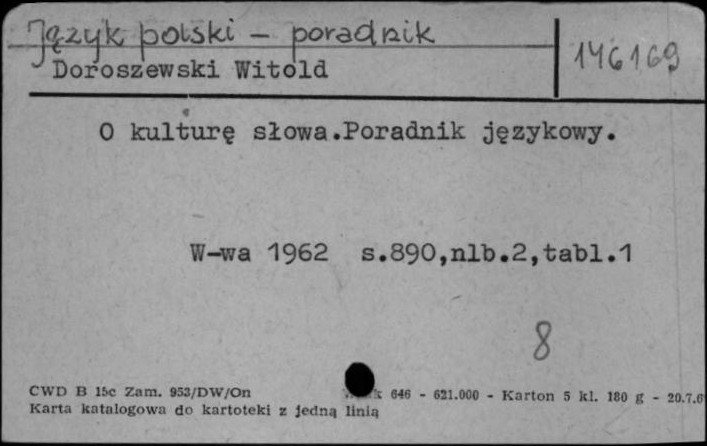 Język polski - poradnik
Doroszewski Witold
146169
O kulturę słowa.Poradnik językowy.
W-wa 1962 s.890,nlb.2,tabl.1
8
CWD B 15c Zam. 953/DW/On 646 - 621.000 - Karton 5 kl. 180 g - 20.7.6
Karta katalogowa do kartoteki z jedną linią